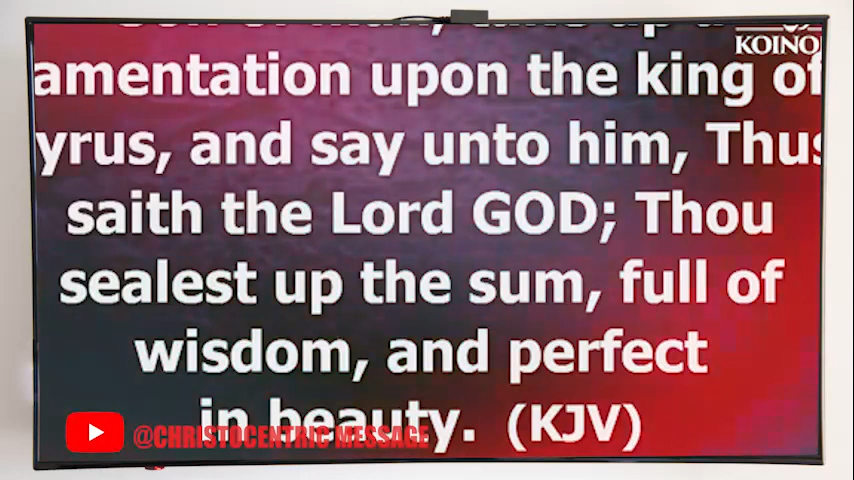 KOINO
amentation upon the king of
yrus, and say unto him, Thus
saith the Lord GOD; Thou
sealest up the sum, full of
wisdom, and perfect
in beauty. (KJV)
@CHRISTOCENTRIC MESSAGE